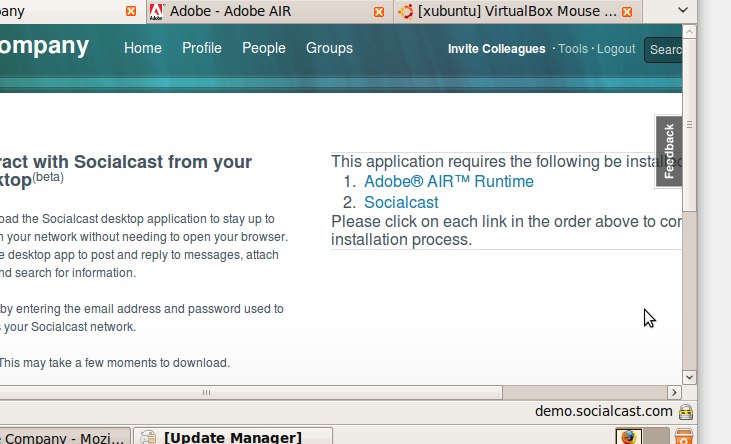 pany
Adobe - Adobe AIR
[xubuntu] VirtualBox Mouse ...
ompany
Home Profile People Groups
Invite Colleagues · Tools · Logout
Searc
Feedback
ract with Socialcast from your
ktop(beta)
oad the Socialcast desktop application to stay up to
n your network without needing to open your browser.
e desktop app to post and reply to messages, attach
nd search for information.
by entering the email address and password used to
s your Socialcast network.
This may take a few moments to download.
This application requires the following be installed
1. Adobe® AIR™ Runtime
2. Socialcast
Please click on each link in the order above to con
installation process.
demo.socialcast.com
e Company - Mozi...
[Update Manager]